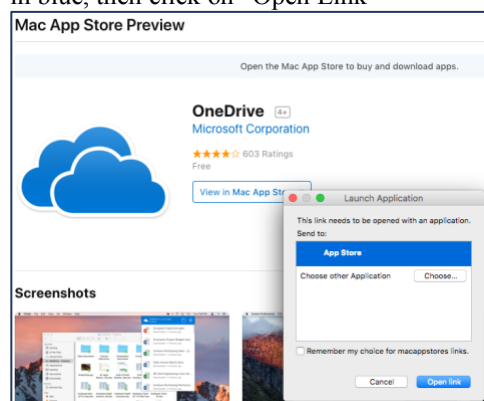 in blue, then click on "Open Link"
Mac App Store Preview
Open the Mac App Store to buy and download apps.
OneDrive 4+
Microsoft Corporation
★★★★☆ 603 Ratings
Free
View in Mac App Sto
Launch Application
This link needs to be opened with an application.
Send to:
App Store
Choose other Application Choose...
Remember my choice for macappstores links.
Cancel Open link
Screenshots